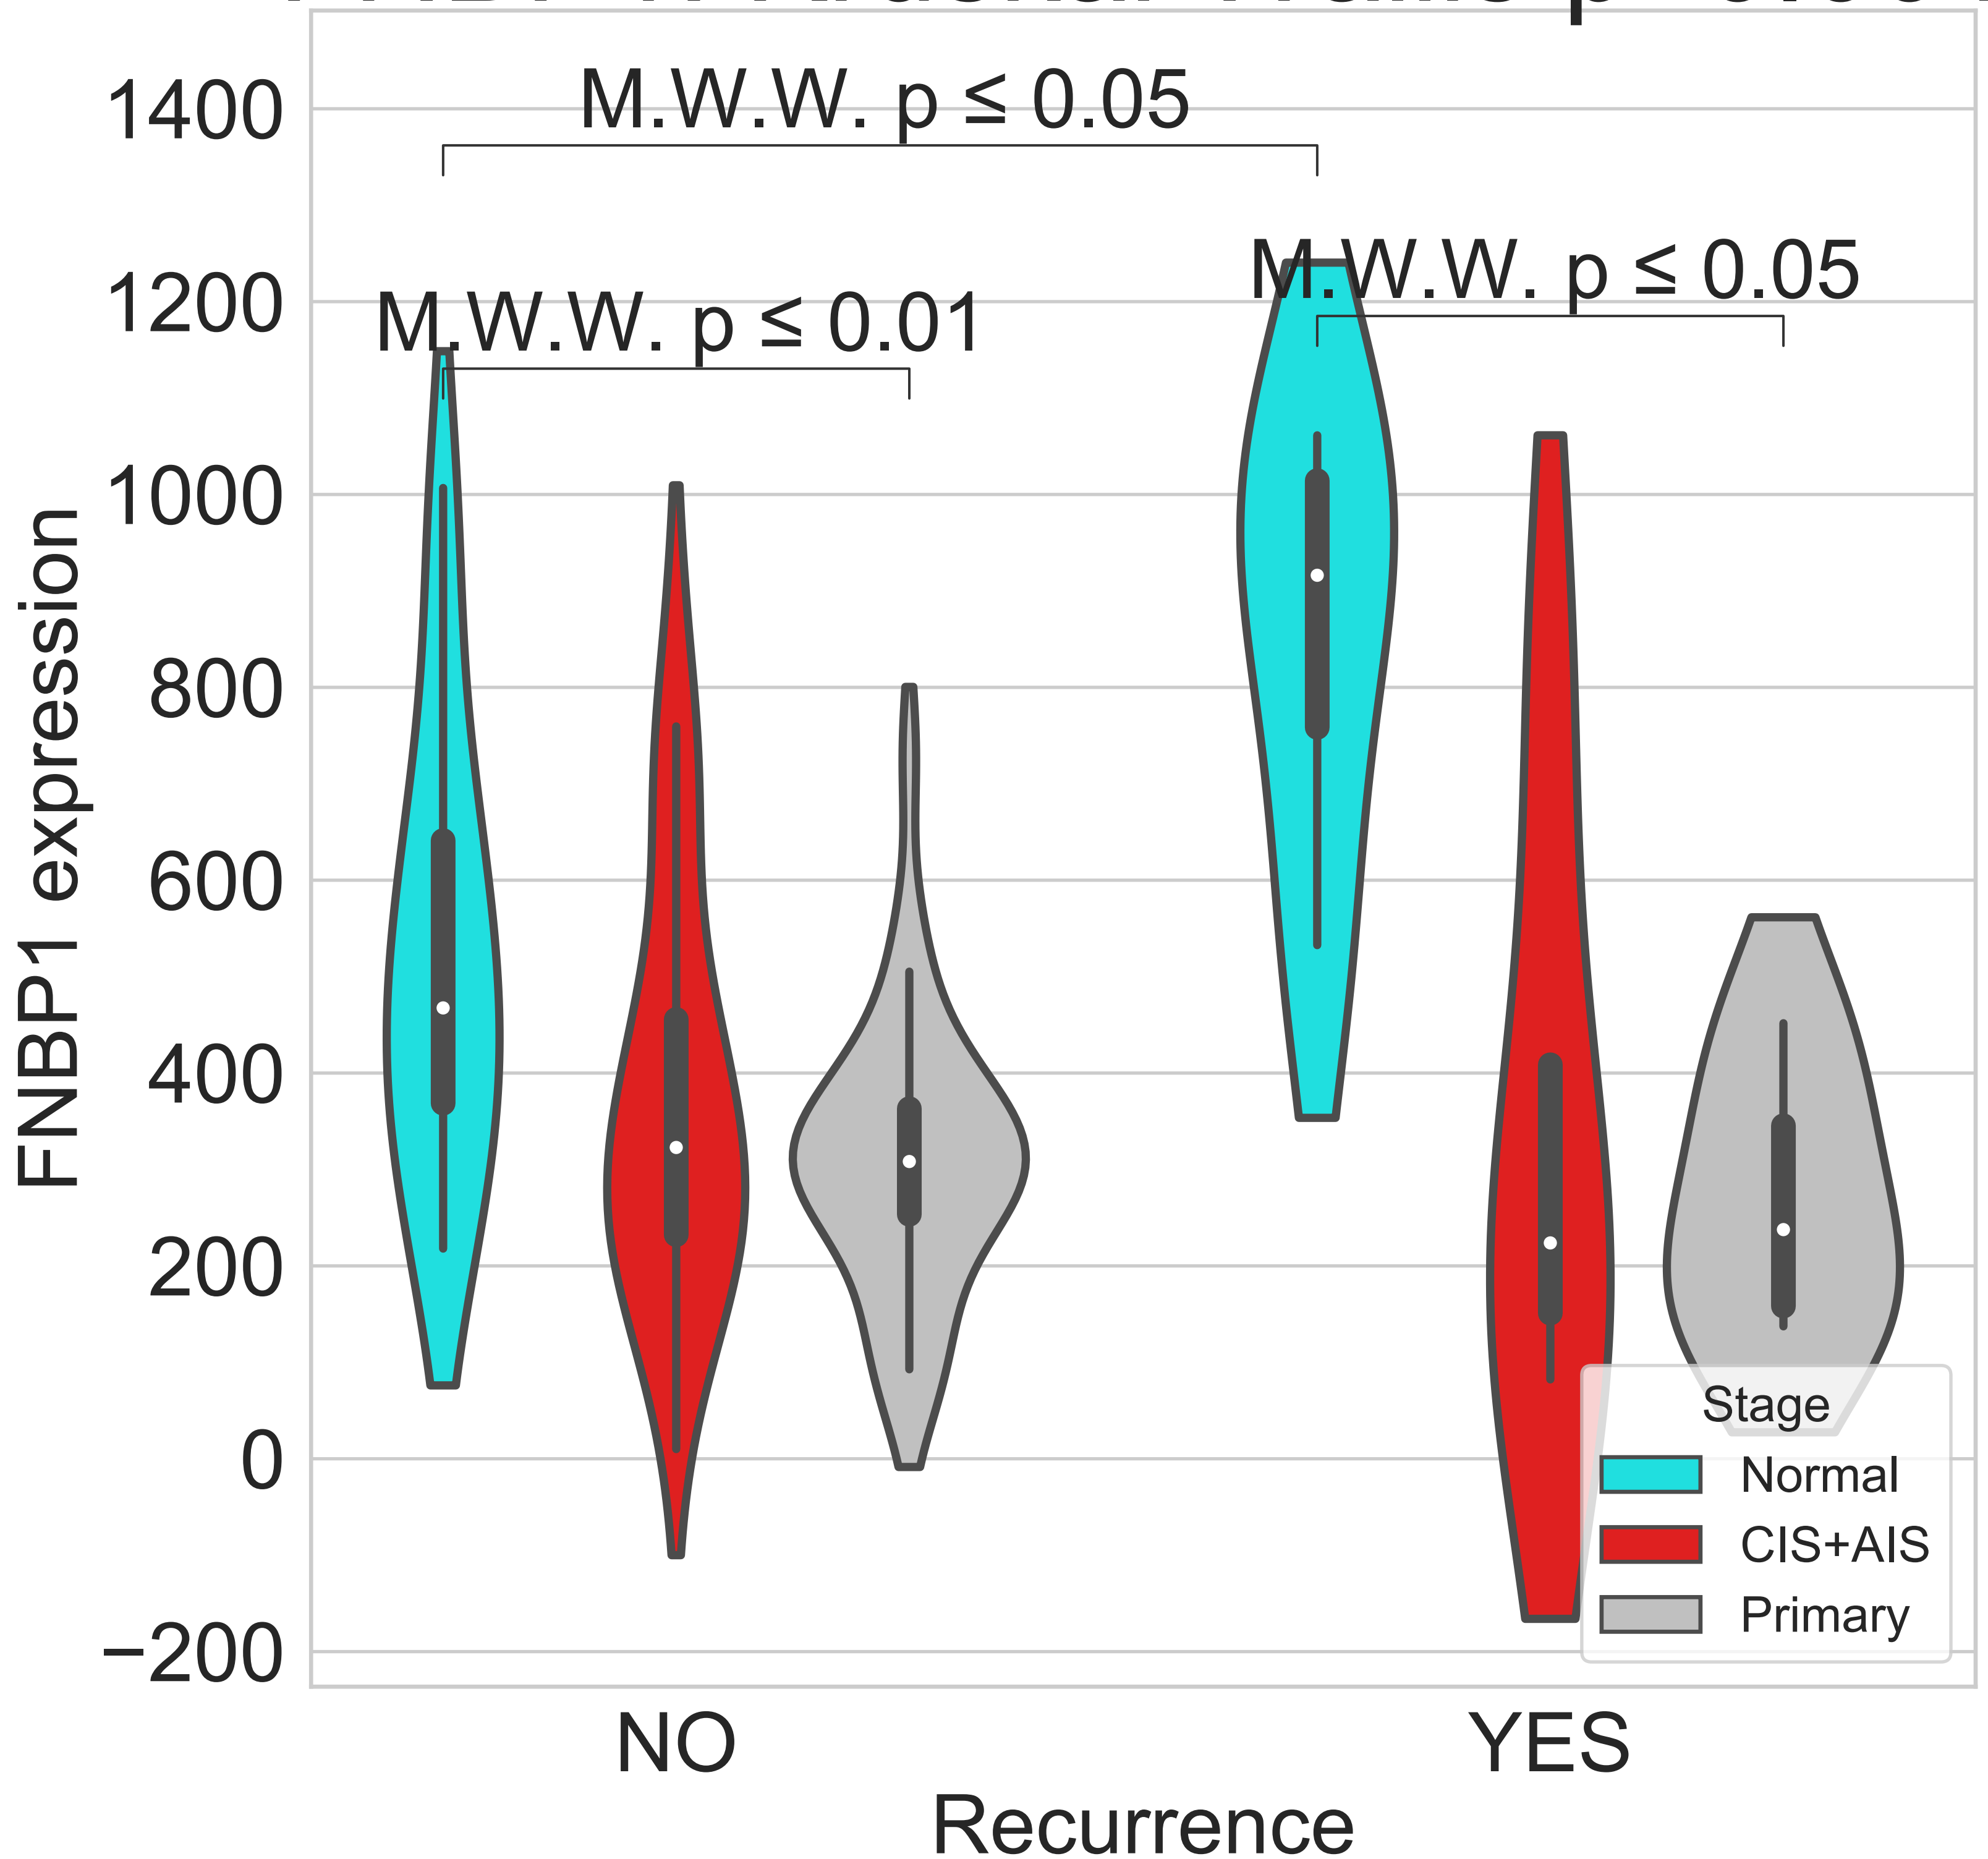 M.W.W. p ≤ 0.05
M.W.W. p ≤ 0.05
M.W.W. p ≤ 0.01
1400
1200
1000
800
600
400
200
0
−200
FNBP1 expression
Stage
Normal
CIS+AIS
Primary
NO
YES
Recurrence